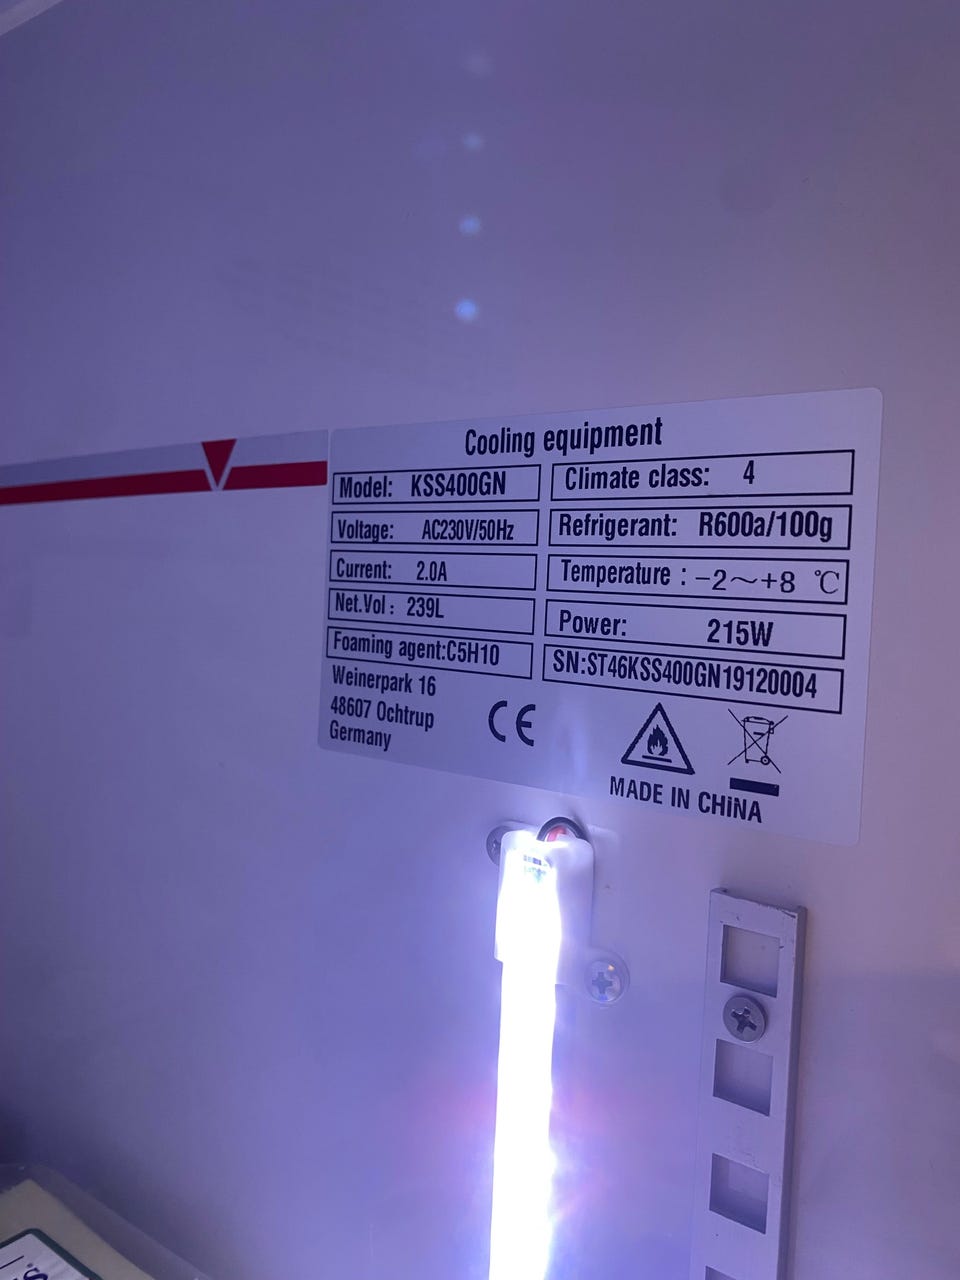 Cooling equipment
Model: KSS400GN
Climate class: 4
Voltage: AC230V/50Hz
Refrigerant: R600a/100g
Current: 2.0A
Temperature : -2～+8 ℃
Net.Vol : 239L
Power: 215W
Foaming agent:C5H10
SN:ST46KSS400GN19120004
Weinerpark 16
48607 Ochtrup
Germany
CE
MADE IN CHiNA